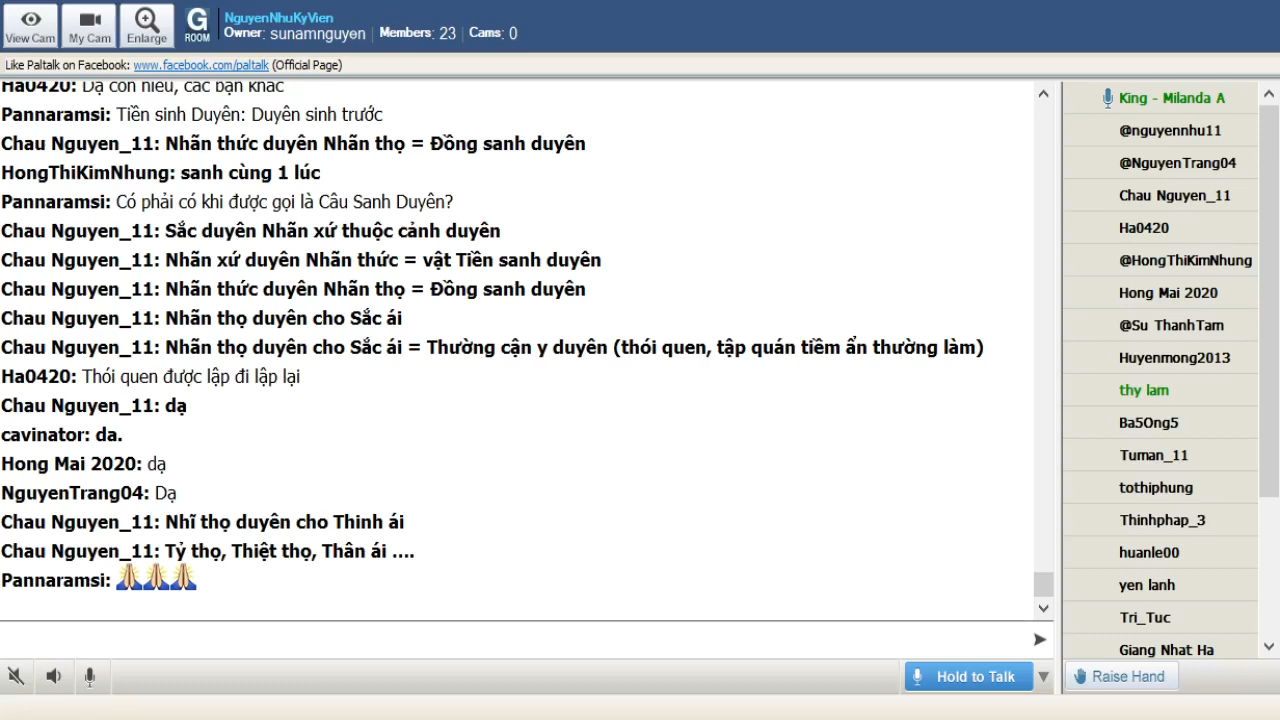 View Cam
My Cam
Enlarge
G
ROOM
NguyenNhuKyVien
Owner: sunamnguyen | Members: 23 | Cams: 0
Like Paltalk on Facebook: www.facebook.com/paltalk (Official Page)
Ha0420: Dạ còn hiểu, các bạn khác
Pannaramsi: Tiền sinh Duyên: Duyên sinh trước
Chau Nguyen_11: Nhãn thức duyên Nhãn thọ = Đồng sanh duyên
HongThiKimNhung: sanh cùng 1 lúc
Pannaramsi: Có phải có khi được gọi là Câu Sanh Duyên?
Chau Nguyen_11: Sắc duyên Nhãn xứ thuộc cảnh duyên
Chau Nguyen_11: Nhãn xứ duyên Nhãn thức = vật Tiền sanh duyên
Chau Nguyen_11: Nhãn thức duyên Nhãn thọ = Đồng sanh duyên
Chau Nguyen_11: Nhãn thọ duyên cho Sắc ái
Chau Nguyen_11: Nhãn thọ duyên cho Sắc ái = Thường cận y duyên (thói quen, tập quán tiềm ẩn thường làm)
Ha0420: Thói quen được lập đi lập lại
Chau Nguyen_11: dạ
cavinator: da.
Hong Mai 2020: dạ
NguyenTrang04: Dạ
Chau Nguyen_11: Nhĩ thọ duyên cho Thinh ái
Chau Nguyen_11: Tỷ thọ, Thiệt thọ, Thân ái ....
Pannaramsi:
King - Milanda A
@nguyennhu11
@NguyenTrang04
Chau Nguyen_11
Ha0420
@HongThiKimNhung
Hong Mai 2020
@Su ThanhTam
Huyenmong2013
thy lam
Ba5Ong5
Tuman_11
tothiphung
Thinhphap_3
huanle00
yen lanh
Tri_Tuc
Giang Nhat Ha
Hold to Talk
Raise Hand